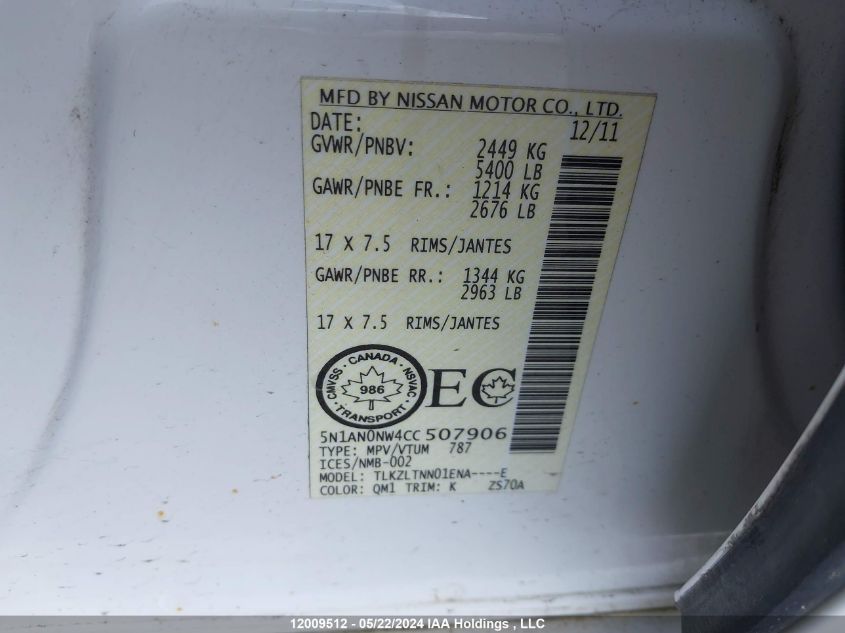 MFD BY NISSAN MOTOR CO., LTD.
DATE: 12/11
GVWR/PNBV: 2449 KG
5400 LB
GAWR/PNBE FR.: 1214 KG
2676 LB
17 X 7.5 RIMS/JANTES
GAWR/PNBE RR.: 1344 KG
2963 LB
17 X 7.5 RIMS/JANTES
CMVSS · CANADA · NSVAC · TRANSPORT ·
986
EC
5N1AN0NW4CC507906
TYPE: MPV/VTUM 787
ICES/NMB-002
MODEL: TLKZLTNN01ENA----E
COLOR: QM1 TRIM: K ZS70A
12009512 - 05/22/2024 IAA Holdings , LLC